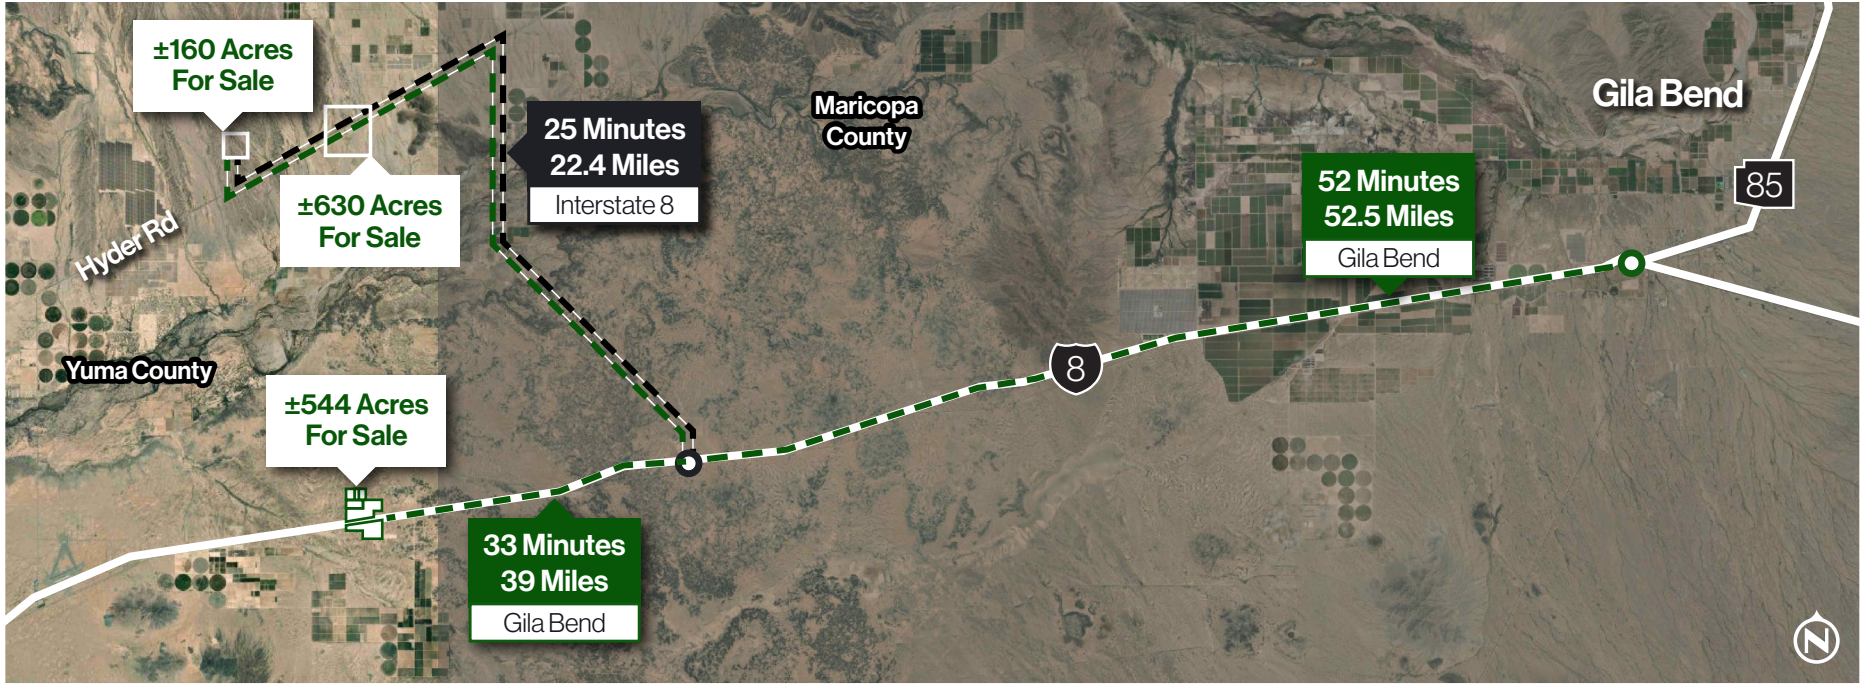 ±160 Acres
For Sale
±630 Acres
For Sale
25 Minutes
22.4 Miles
Interstate 8
Maricopa
County
Gila Bend
85
52 Minutes
52.5 Miles
Gila Bend
Hyder Rd
Yuma County
8
±544 Acres
For Sale
33 Minutes
39 Miles
Gila Bend
N